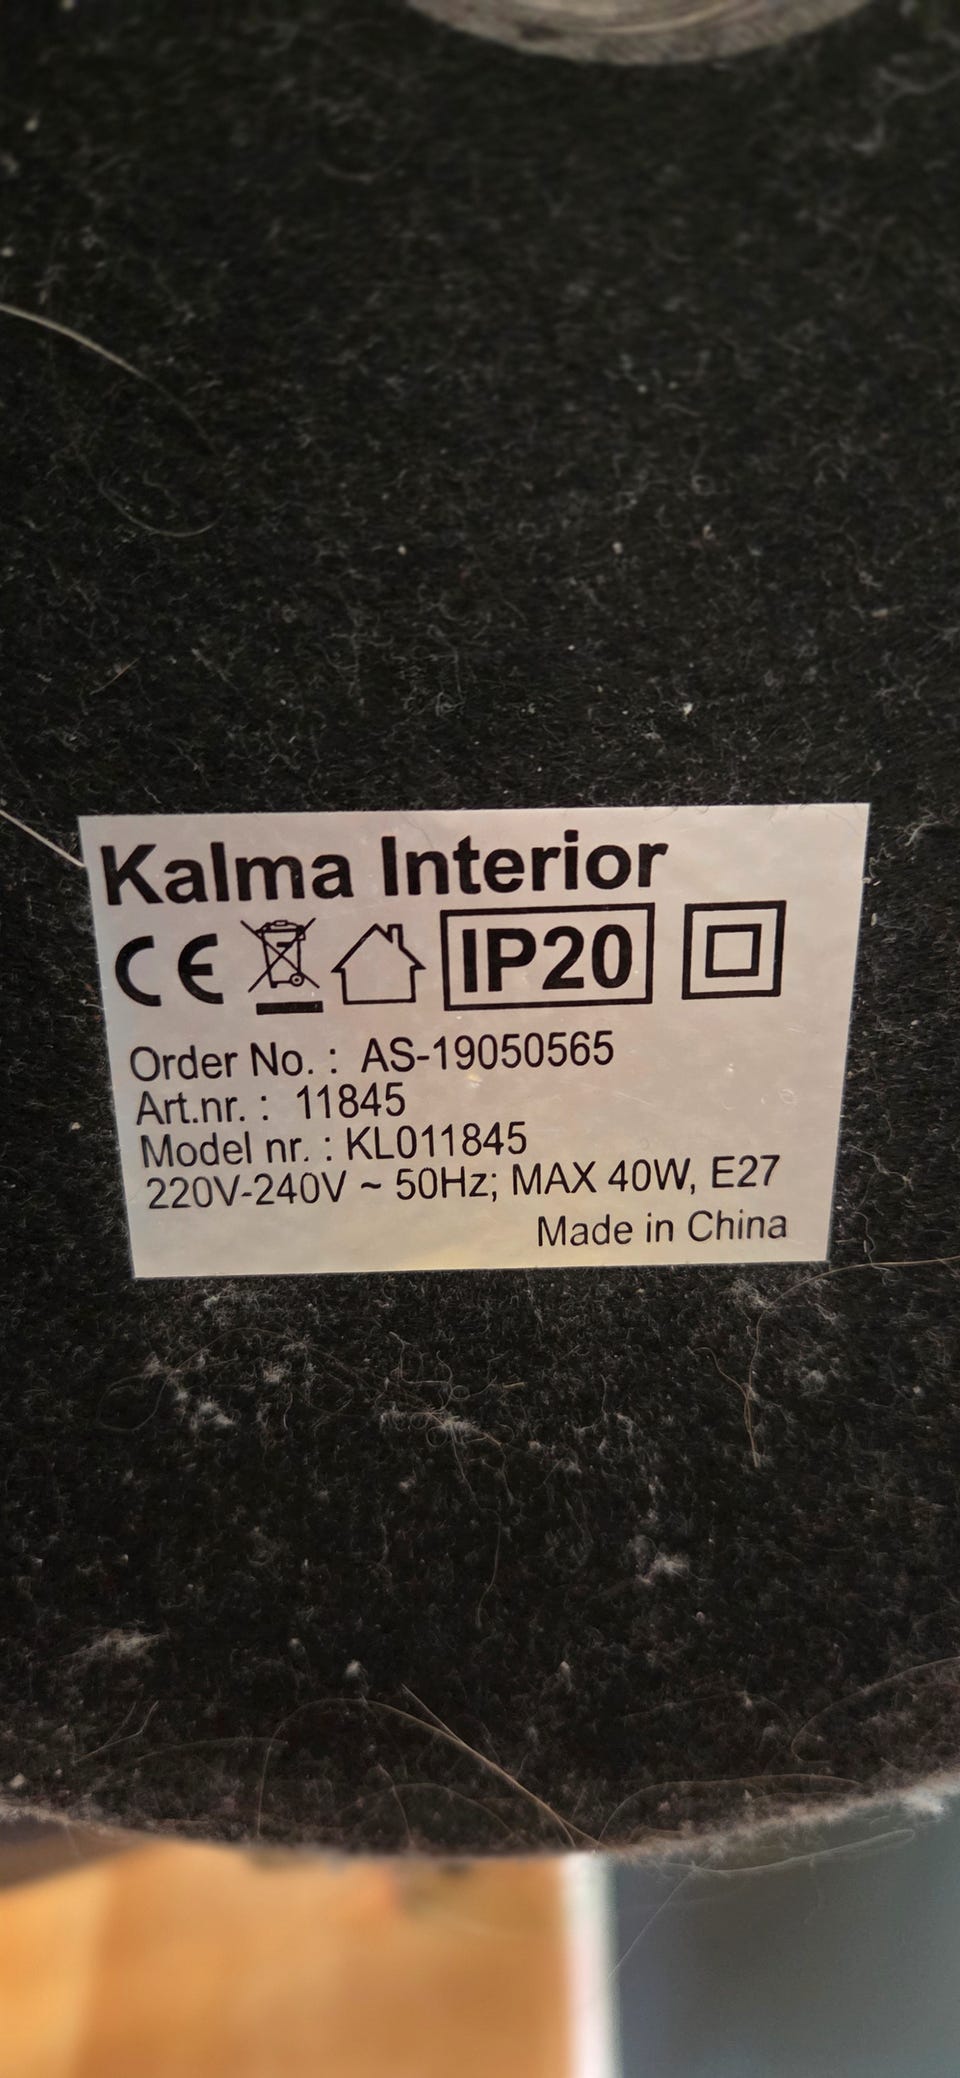 Kalma Interior
CE IP20
Order No. : AS-19050565
Art.nr. : 11845
Model nr. : KL011845
220V-240V ~ 50Hz; MAX 40W, E27
Made in China